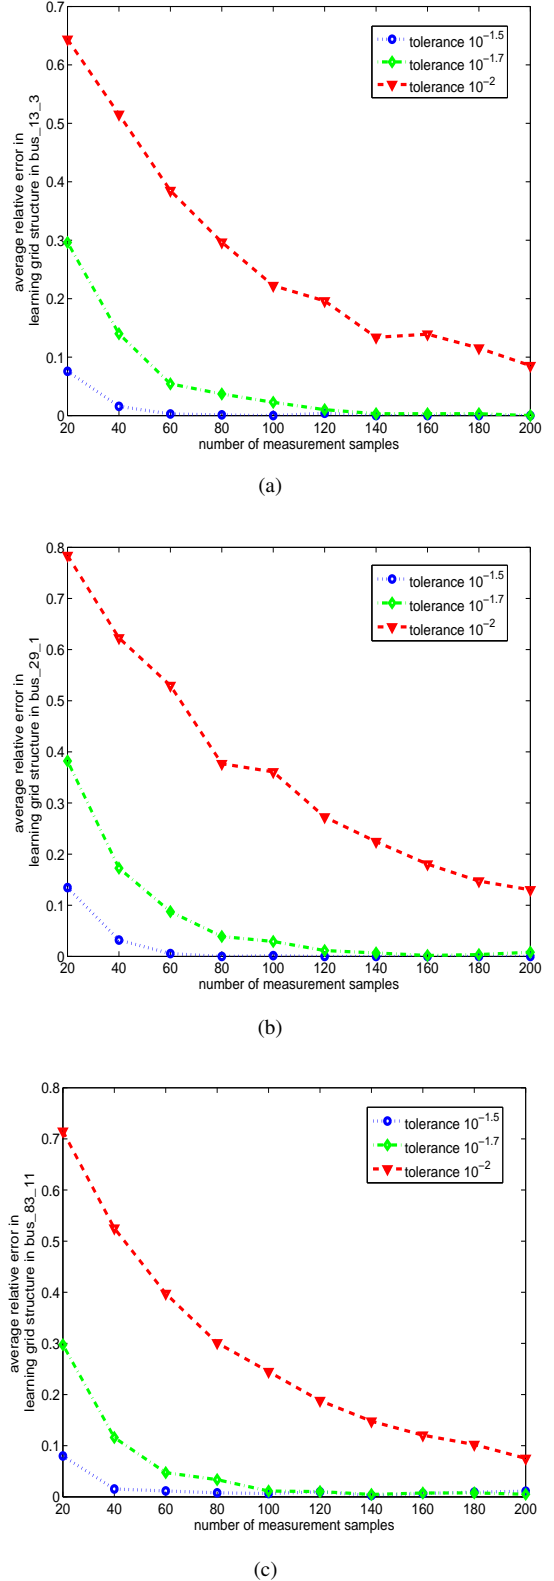 0.7
0.6
0.5
0.4
0.3
0.2
0.1
0
average relative error in
learning grid structure in bus_13_3
tolerance 10^-1.5
tolerance 10^-1.7
tolerance 10^-2
20 40 60 80 100 120 140 160 180 200
number of measurement samples
(a)
0.8
0.7
0.6
0.5
0.4
0.3
0.2
0.1
0
average relative error in
learning grid structure in bus_29_1
tolerance 10^-1.5
tolerance 10^-1.7
tolerance 10^-2
20 40 60 80 100 120 140 160 180 200
number of measurement samples
(b)
0.8
0.7
0.6
0.5
0.4
0.3
0.2
0.1
0
average relative error in
learning grid structure in bus_83_11
tolerance 10^-1.5
tolerance 10^-1.7
tolerance 10^-2
20 40 60 80 100 120 140 160 180 200
number of measurement samples
(c)